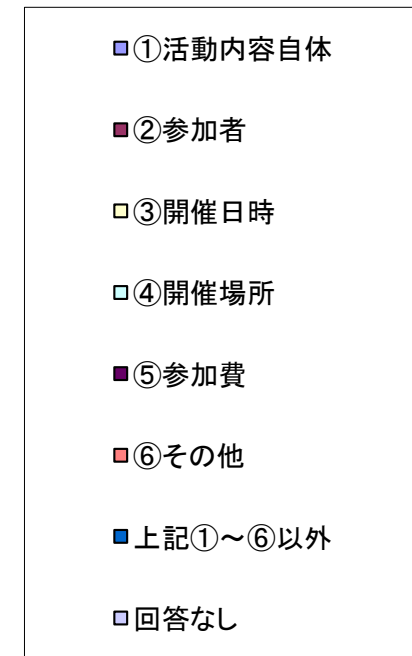 ①活動内容自体
②参加者
③開催日時
④開催場所
⑤参加費
⑥その他
上記①～⑥以外
回答なし